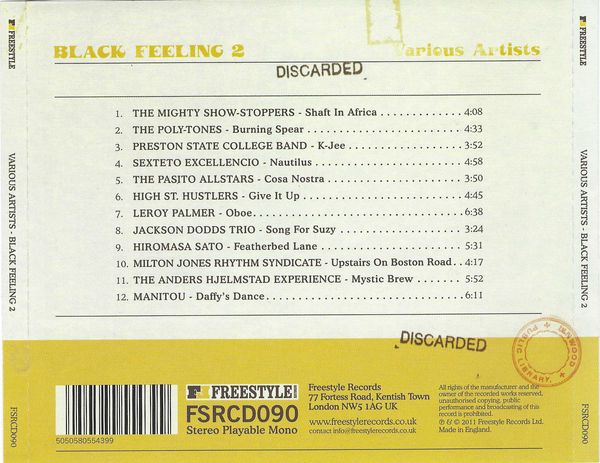 FREESTYLE
VARIOUS ARTISTS - BLACK FEELING 2
FSRCD090
BLACK FEELING 2
Various Artists
DISCARDED
1. THE MIGHTY SHOW-STOPPERS - Shaft In Africa . . . . . . . . . . . . . 4:08
2. THE POLY-TONES - Burning Spear . . . . . . . . . . . . . . . . . . . . . . . . 4:33
3. PRESTON STATE COLLEGE BAND - K-Jee . . . . . . . . . . . . . . . . . 3:52
4. SEXTETO EXCELLENCIO - Nautilus . . . . . . . . . . . . . . . . . . . . . . 4:58
5. THE PASITO ALLSTARS - Cosa Nostra . . . . . . . . . . . . . . . . . . . . 3:50
6. HIGH ST. HUSTLERS - Give It Up . . . . . . . . . . . . . . . . . . . . . . . . 4:45
7. LEROY PALMER - Oboe. . . . . . . . . . . . . . . . . . . . . . . . . . . . . . . . 6:38
8. JACKSON DODDS TRIO - Song For Suzy . . . . . . . . . . . . . . . . . . 3:24
9. HIROMASA SATO - Featherbed Lane . . . . . . . . . . . . . . . . . . . . . 5:31
10. MILTON JONES RHYTHM SYNDICATE - Upstairs On Boston Road. . 4:17
11. THE ANDERS HJELMSTAD EXPERIENCE - Mystic Brew . . . . . 5:52
12. MANITOU - Daffy's Dance . . . . . . . . . . . . . . . . . . . . . . . . . . . . . 6:11
DISCARDED
PUBLIC LIBRARY
5050580554399
FREESTYLE
FSRCD090
Stereo Playable Mono
Freestyle Records
77 Fortess Road, Kentish Town
London NW5 1AG UK
www.freestylerecords.co.uk
contact info@freestylerecords.co.uk
All rights of the manufacturer and the
owner of the recorded works reserved,
unauthorised copying, public
performance and broadcasting of this
record is prohibited.
℗ & © 2011 Freestyle Records Ltd.
Made in England.
FREESTYLE
VARIOUS ARTISTS - BLACK FEELING 2
FSRCD090